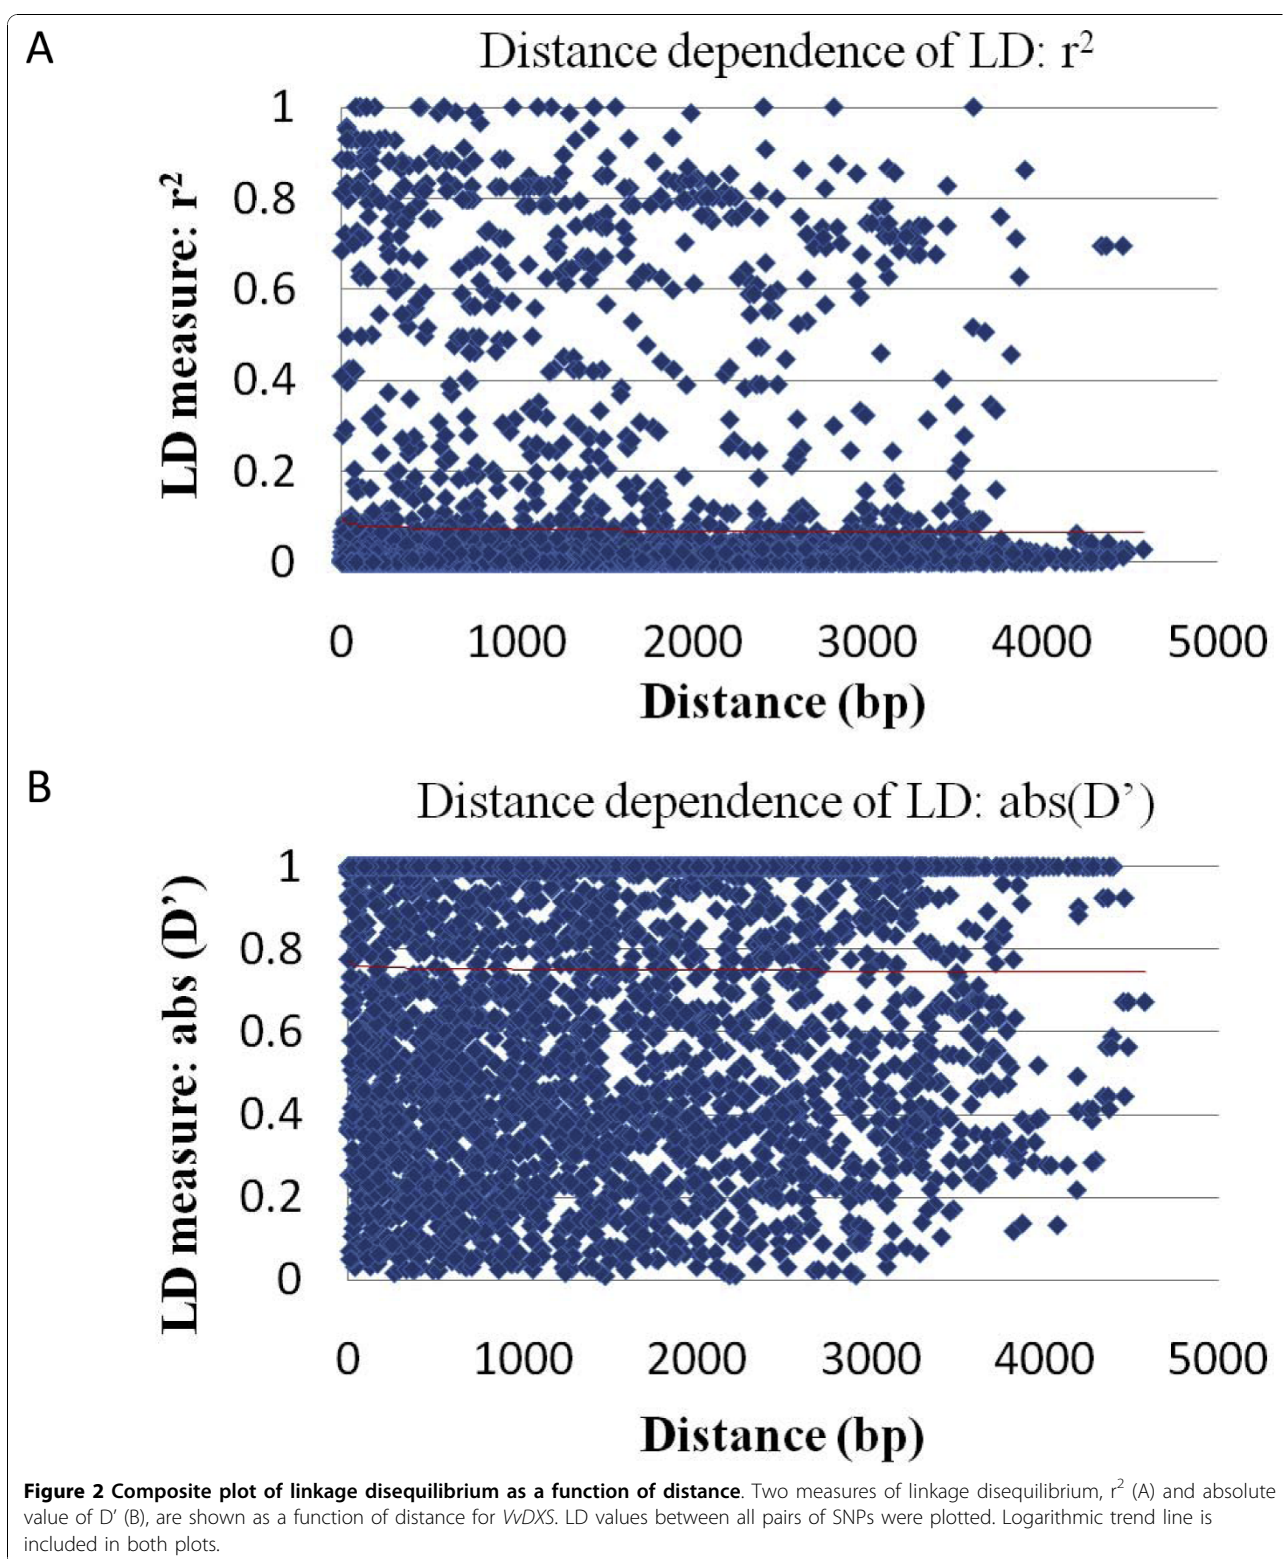 A
Distance dependence of LD: r²
LD measure: r²
1
0.8
0.6
0.4
0.2
0
0 1000 2000 3000 4000 5000
Distance (bp)
B
Distance dependence of LD: abs(D’)
LD measure: abs (D’)
1
0.8
0.6
0.4
0.2
0
0 1000 2000 3000 4000 5000
Distance (bp)
Figure 2 Composite plot of linkage disequilibrium as a function of distance. Two measures of linkage disequilibrium, r² (A) and absolute
value of D’ (B), are shown as a function of distance for VvDXS. LD values between all pairs of SNPs were plotted. Logarithmic trend line is
included in both plots.